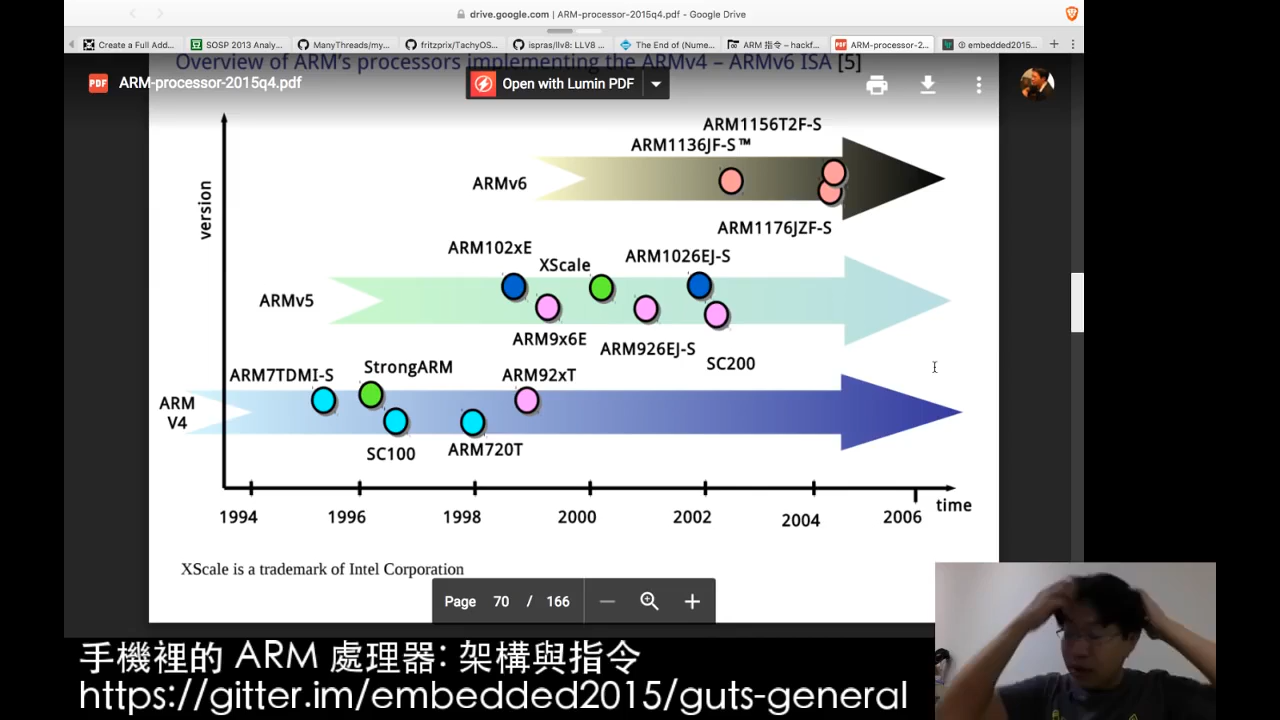 drive.google.com | ARM-processor-2015q4.pdf - Google Drive
Create a Full Add...
SOSP 2013 Analy...
ManyThreads/my...
fritzprix/TachyOS...
ispras/llv8: LLV8 ...
The End of (Nume...
ARM 指令 – hackf...
ARM-processor-2...
embedded2015...
Overview of ARM's processors implementing the ARMv4 – ARMv6 ISA [5]
PDF
ARM-processor-2015q4.pdf
Open with Lumin PDF
ARM1156T2F-S
ARM1136JF-S™
ARMv6
version
ARM1176JZF-S
ARM102xE
XScale
ARM1026EJ-S
ARMv5
ARM9x6E
ARM926EJ-S
SC200
ARM7TDMI-S
StrongARM
ARM92xT
ARM
V4
SC100
ARM720T
time
1994 1996 1998 2000 2002 2004 2006
XScale is a trademark of Intel Corporation
Page 70 / 166
手機裡的 ARM 處理器: 架構與指令
https://gitter.im/embedded2015/guts-general